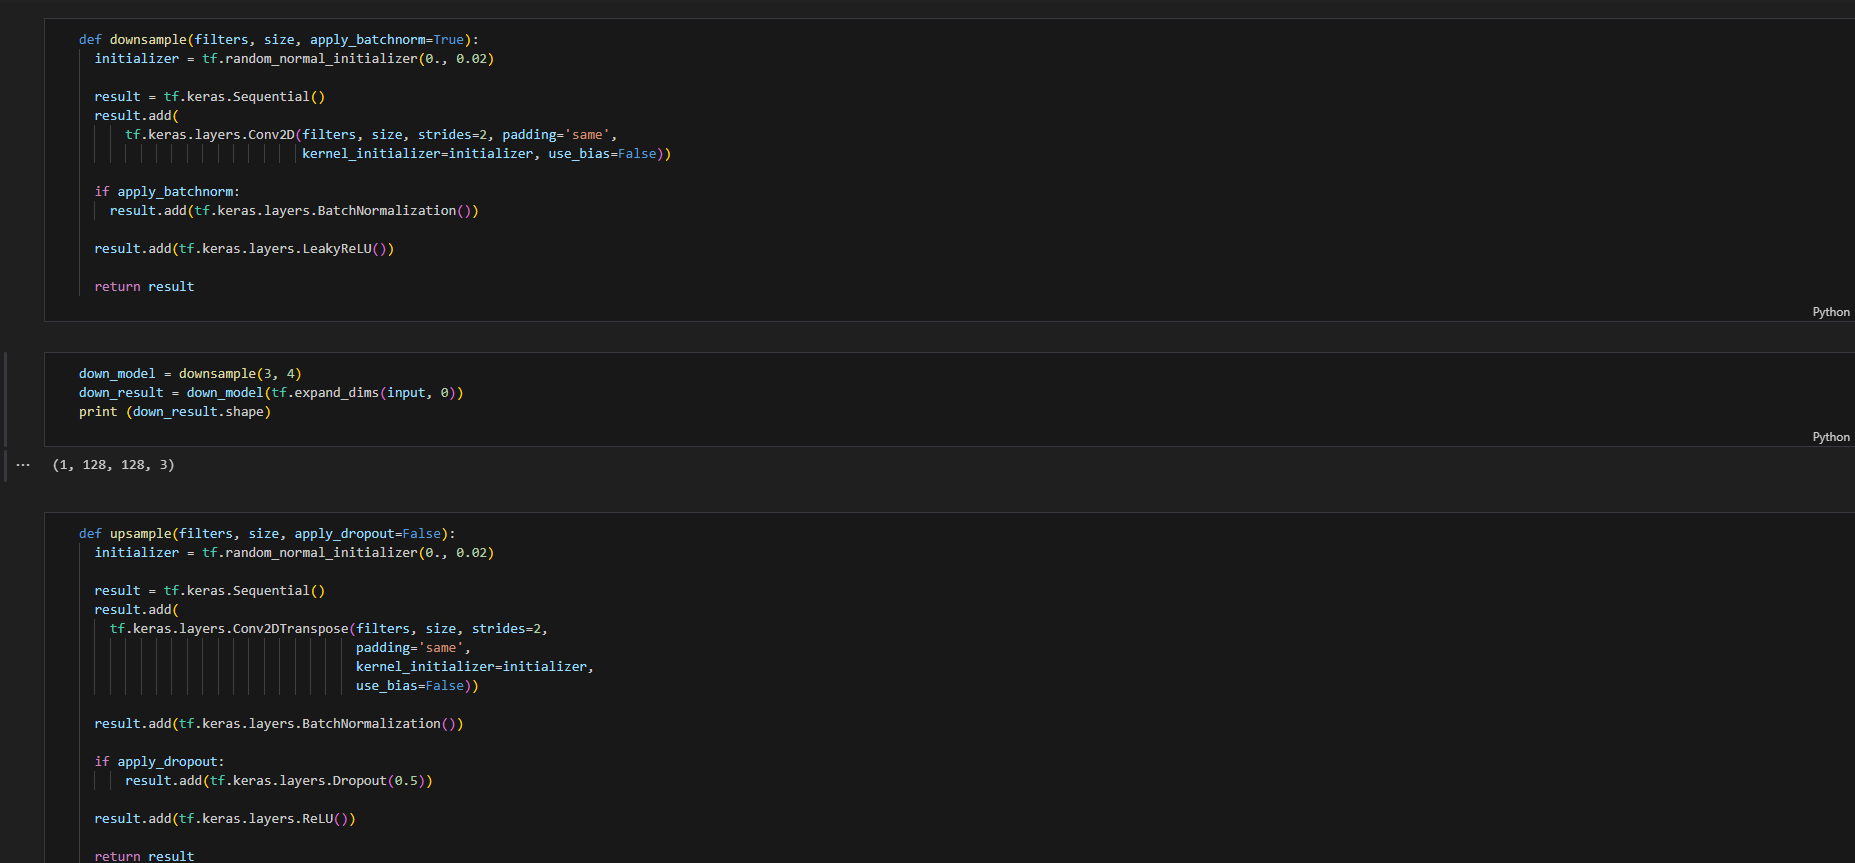 def downsample(filters, size, apply_batchnorm=True):
  initializer = tf.random_normal_initializer(0., 0.02)
  result = tf.keras.Sequential()
  result.add(
      tf.keras.layers.Conv2D(filters, size, strides=2, padding='same',
                             kernel_initializer=initializer, use_bias=False))
  if apply_batchnorm:
    result.add(tf.keras.layers.BatchNormalization())
  result.add(tf.keras.layers.LeakyReLU())
  return result
Python
down_model = downsample(3, 4)
down_result = down_model(tf.expand_dims(input, 0))
print (down_result.shape)
Python
... (1, 128, 128, 3)
def upsample(filters, size, apply_dropout=False):
  initializer = tf.random_normal_initializer(0., 0.02)
  result = tf.keras.Sequential()
  result.add(
    tf.keras.layers.Conv2DTranspose(filters, size, strides=2,
                                    padding='same',
                                    kernel_initializer=initializer,
                                    use_bias=False))
  result.add(tf.keras.layers.BatchNormalization())
  if apply_dropout:
      result.add(tf.keras.layers.Dropout(0.5))
  result.add(tf.keras.layers.ReLU())
  return result